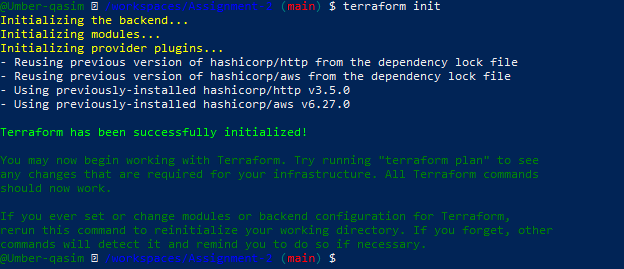 @Umber-qasim /workspaces/Assignment-2 (main) $ terraform init
Initializing the backend...
Initializing modules...
Initializing provider plugins...
- Reusing previous version of hashicorp/http from the dependency lock file
- Reusing previous version of hashicorp/aws from the dependency lock file
- Using previously-installed hashicorp/http v3.5.0
- Using previously-installed hashicorp/aws v6.27.0
Terraform has been successfully initialized!
You may now begin working with Terraform. Try running "terraform plan" to see
any changes that are required for your infrastructure. All Terraform commands
should now work.
If you ever set or change modules or backend configuration for Terraform,
rerun this command to reinitialize your working directory. If you forget, other
commands will detect it and remind you to do so if necessary.
@Umber-qasim /workspaces/Assignment-2 (main) $